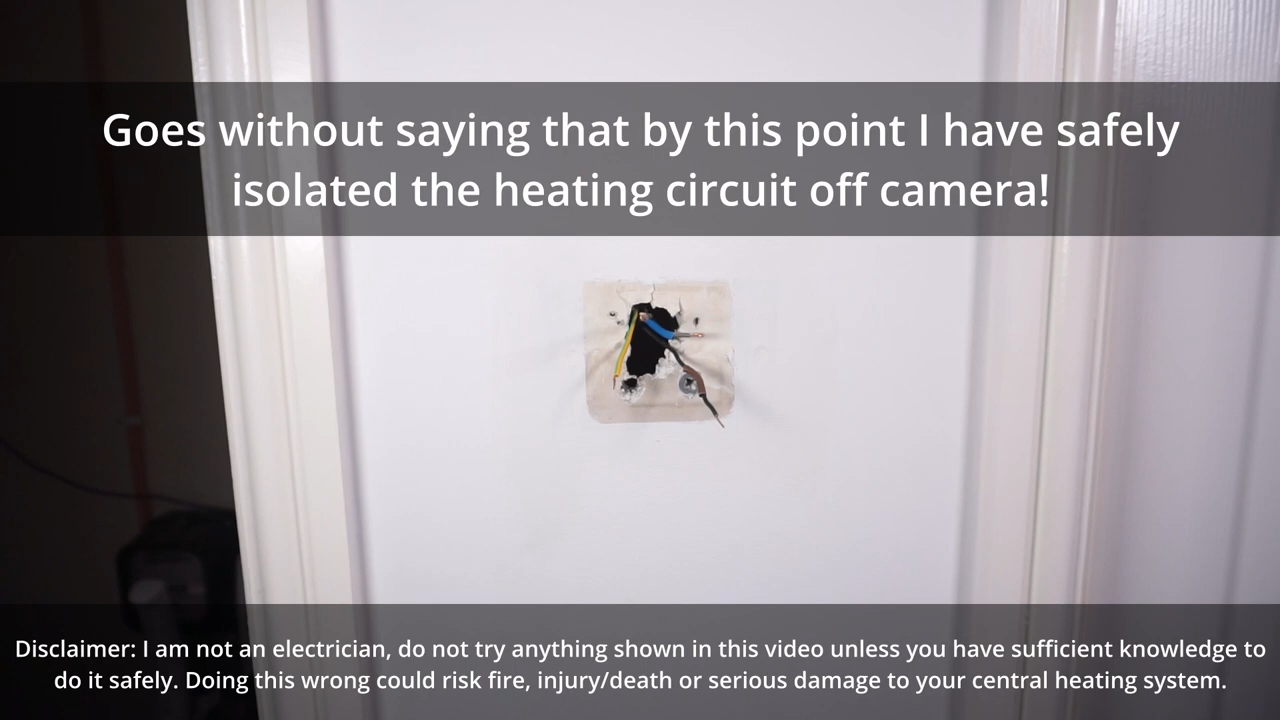 Goes without saying that by this point I have safely
isolated the heating circuit off camera!
Disclaimer: I am not an electrician, do not try anything shown in this video unless you have sufficient knowledge to
do it safely. Doing this wrong could risk fire, injury/death or serious damage to your central heating system.